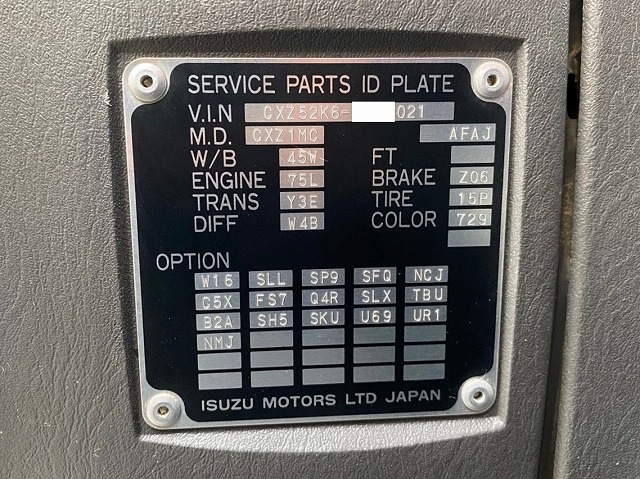 SERVICE PARTS ID PLATE
V.I.N CXZ52K6- 021
M.D. CXZ1MC AFAJ
W/B 45W FT
ENGINE 75L BRAKE Z06
TRANS Y3E TIRE 15P
DIFF W4B COLOR 729
OPTION
W16 SLL SP9 SFQ NCJ
C5X FS7 Q4R SLX TBU
B2A SH5 SKU U69 UR1
NMJ
ISUZU MOTORS LTD JAPAN